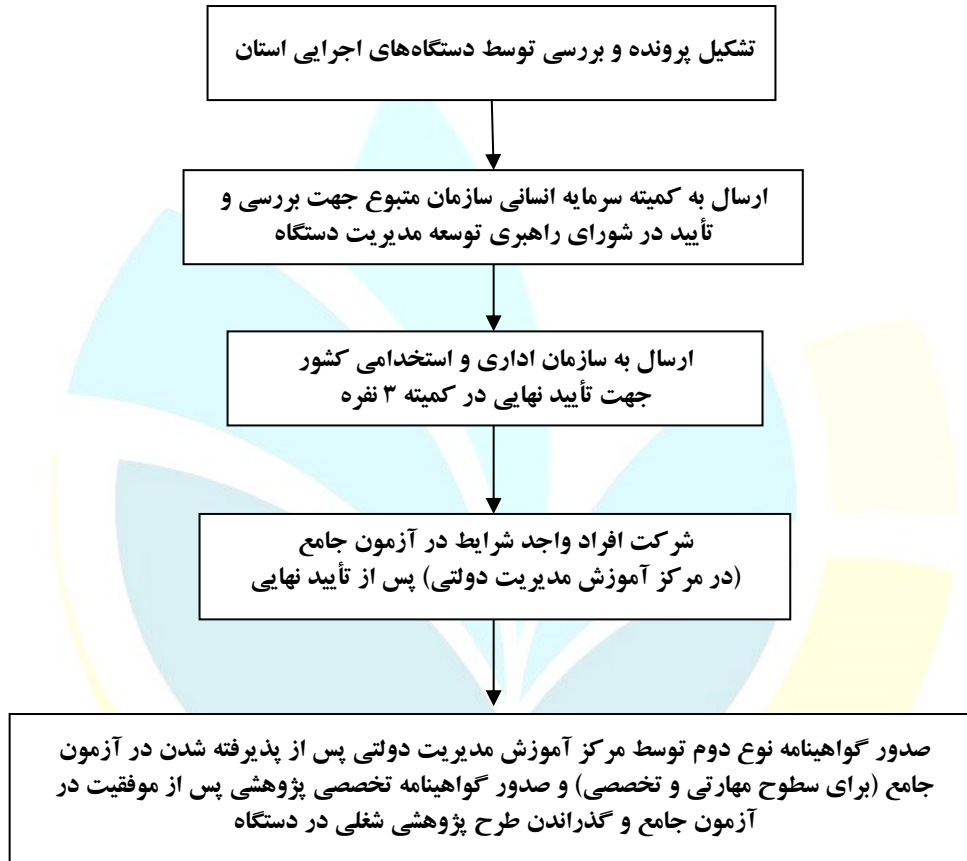 تشکیل پرونده و بررسی توسط دستگاه‌های اجرایی استان
ارسال به کمیته سرمایه انسانی سازمان متبوع جهت بررسی و
تأیید در شورای راهبری توسعه مدیریت دستگاه
ارسال به سازمان اداری و استخدامی کشور
جهت تأیید نهایی در کمیته ۳ نفره
شرکت افراد واجد شرایط در آزمون جامع
(در مرکز آموزش مدیریت دولتی) پس از تأیید نهایی
صدور گواهینامه نوع دوم توسط مرکز آموزش مدیریت دولتی پس از پذیرفته شدن در آزمون
جامع (برای سطوح مهارتی و تخصصی) و صدور گواهینامه تخصصی پژوهشی پس از موفقیت در
آزمون جامع و گذراندن طرح پژوهشی شغلی در دستگاه